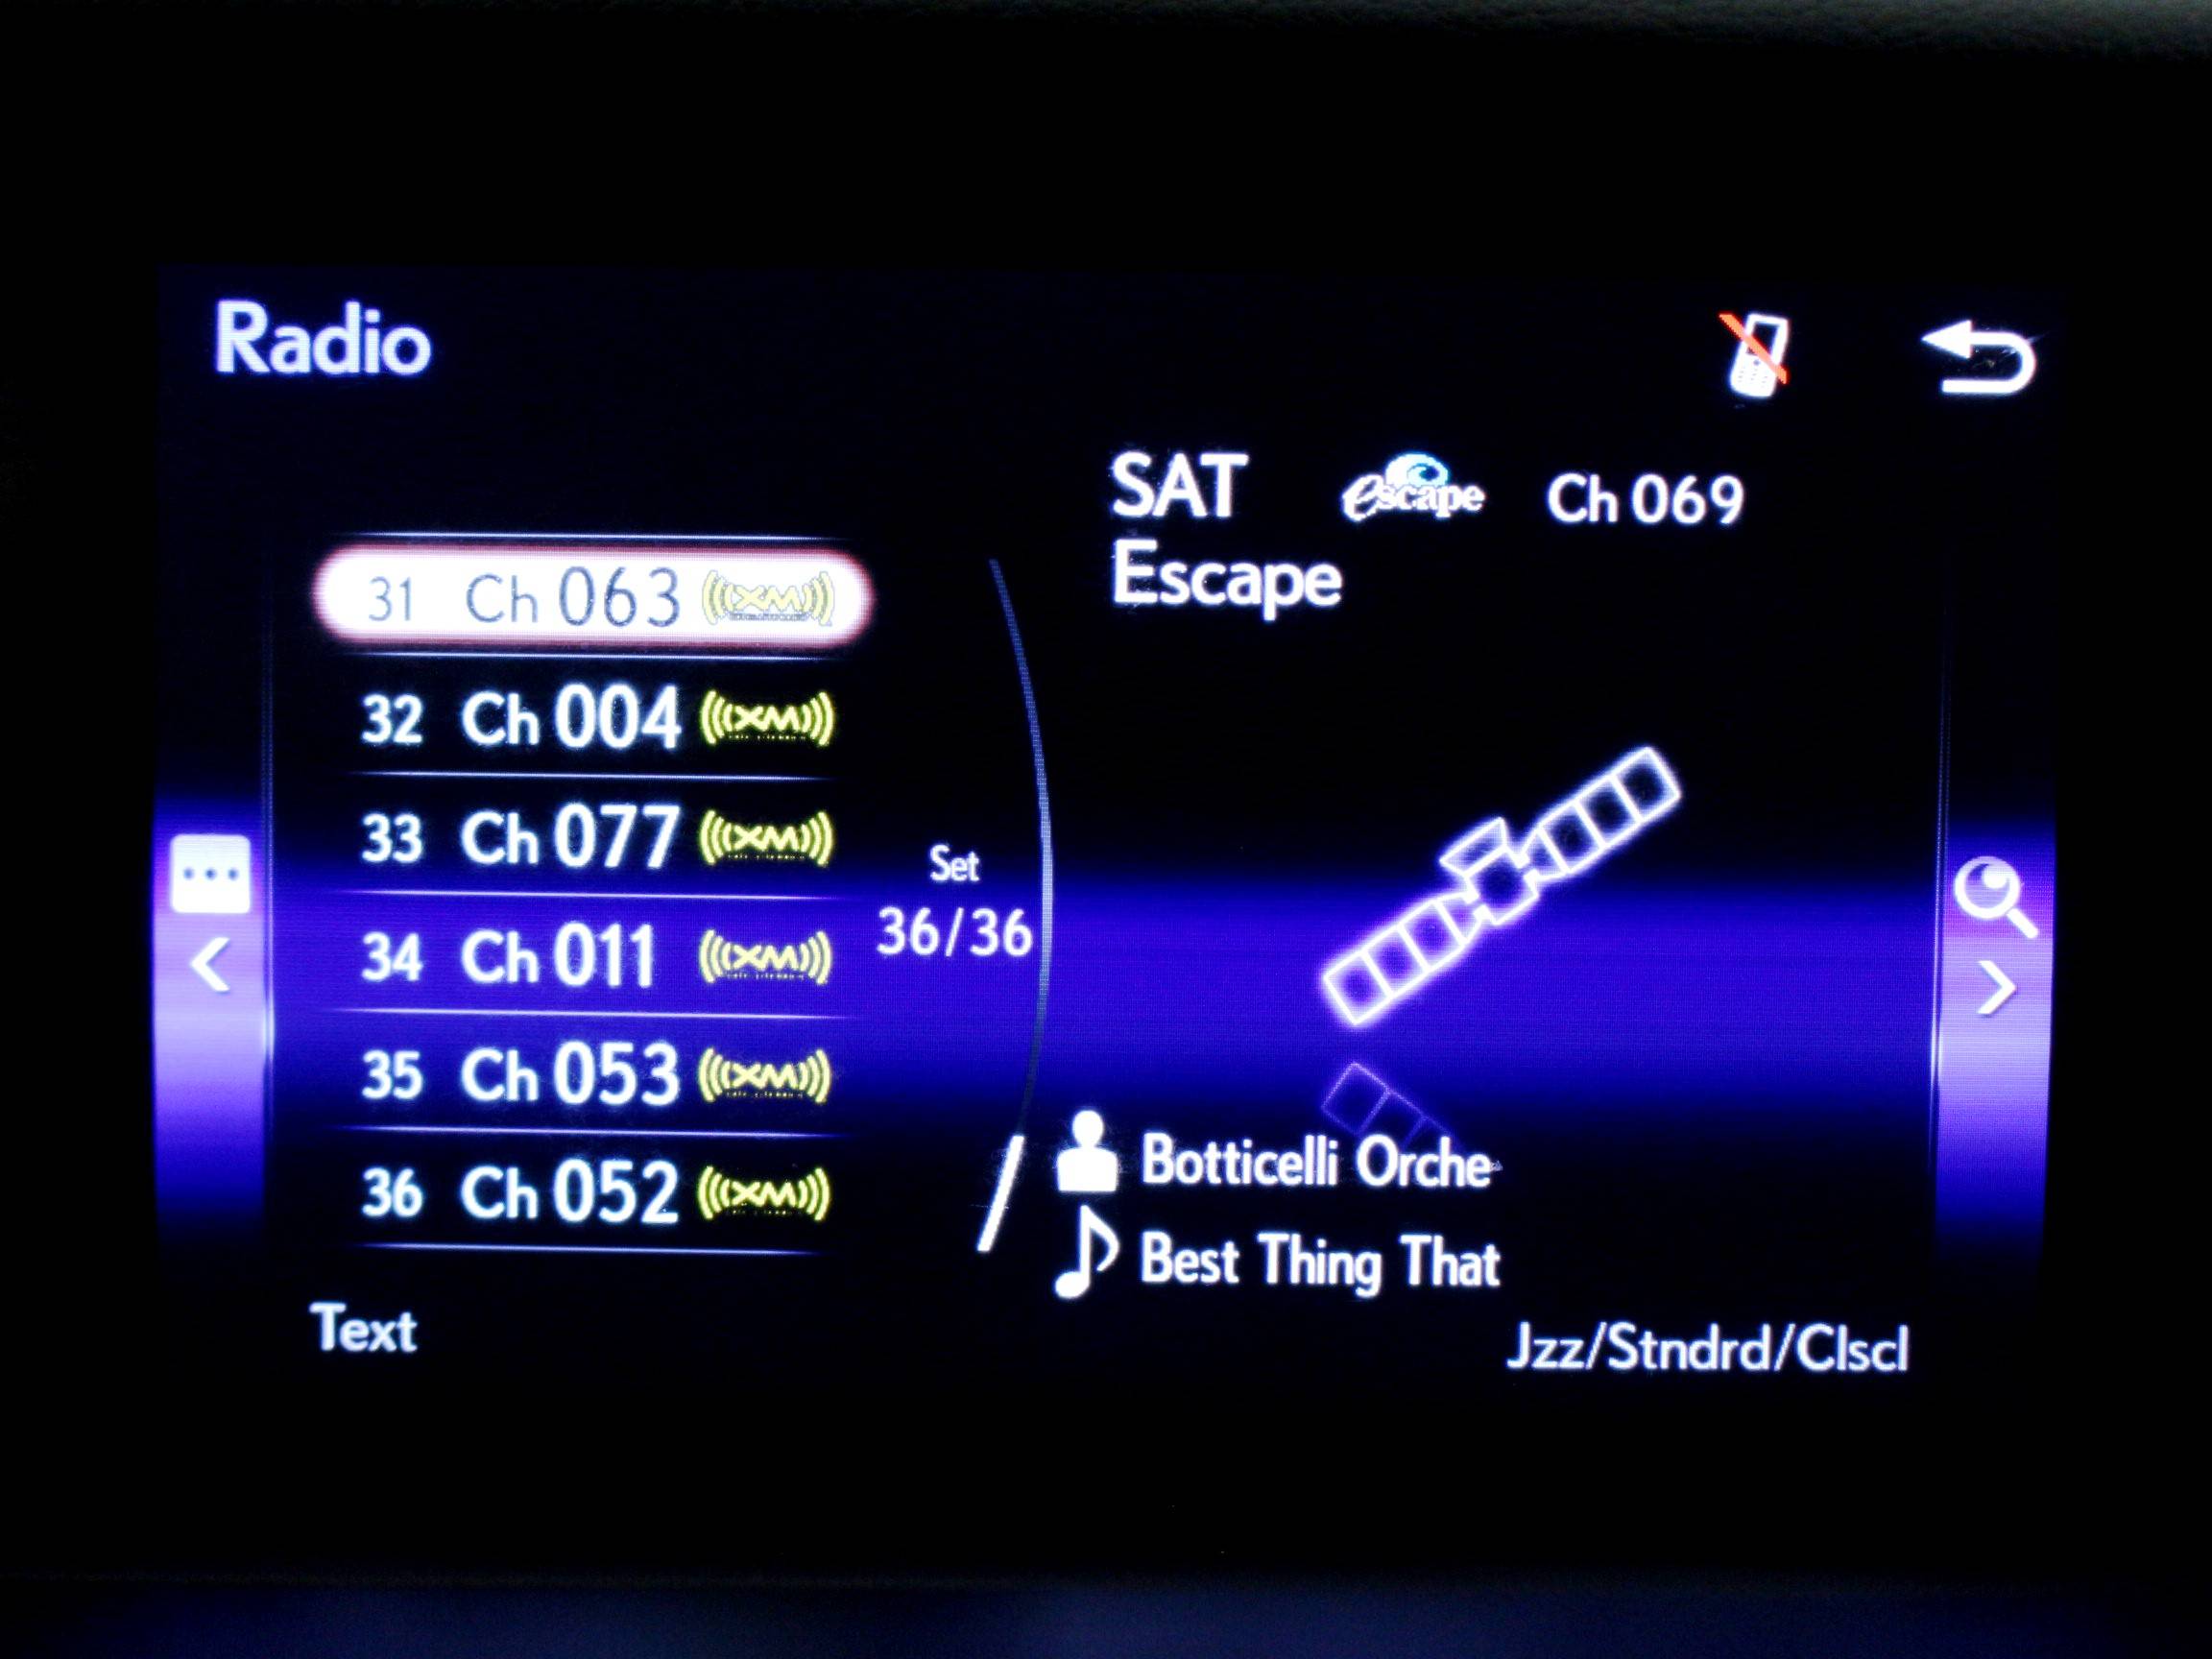 Radio
SAT escape Ch 069
Escape
31 Ch 063 ((XM))
32 Ch 004 ((XM))
33 Ch 077 ((XM))
34 Ch 011 ((XM))
35 Ch 053 ((XM))
36 Ch 052 ((XM))
Set
36/36
Botticelli Orche
Best Thing That
Text
Jzz/Stndrd/Clscl